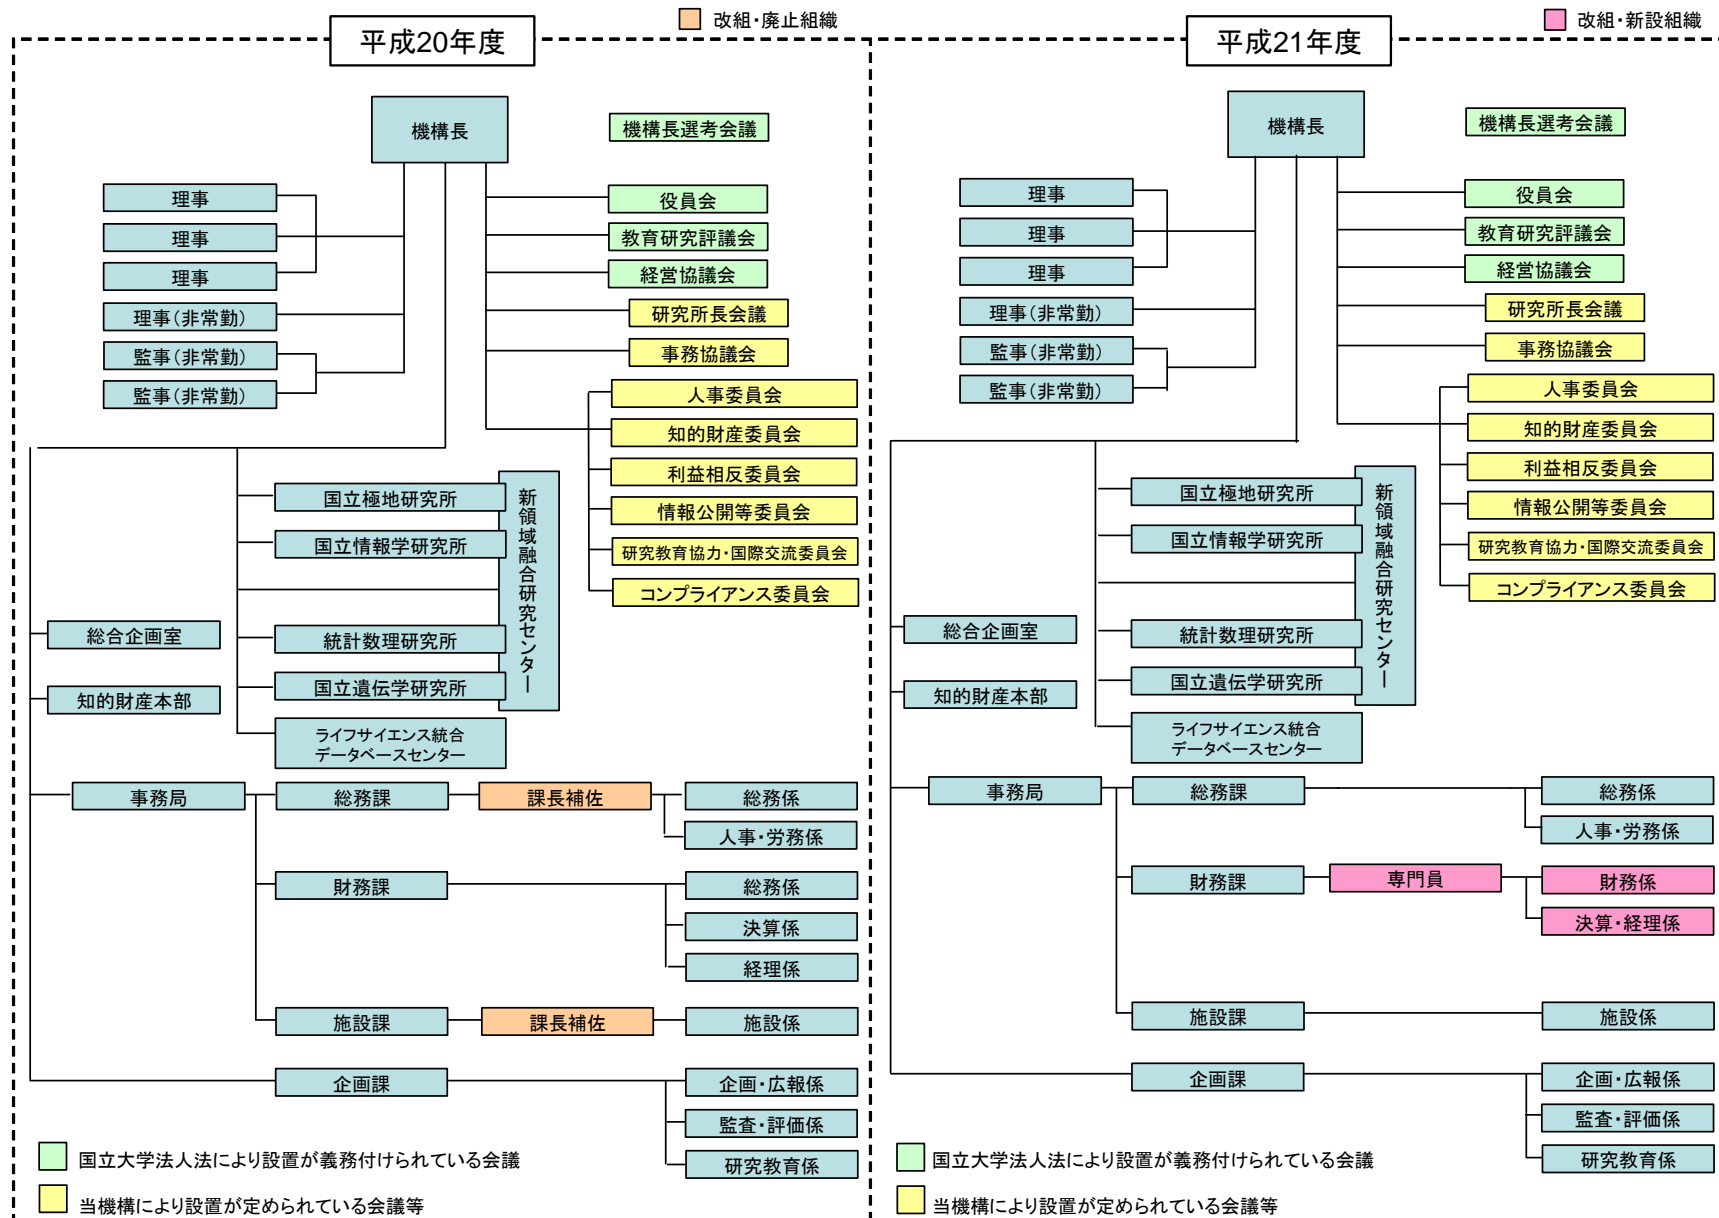 改組・廃止組織
平成20年度
機構長
機構長選考会議
理事
理事
理事
理事(非常勤)
監事(非常勤)
監事(非常勤)
役員会
教育研究評議会
経営協議会
研究所長会議
事務協議会
人事委員会
知的財産委員会
利益相反委員会
情報公開等委員会
研究教育協力・国際交流委員会
コンプライアンス委員会
国立極地研究所
国立情報学研究所
統計数理研究所
国立遺伝学研究所
新領域融合研究センター
ライフサイエンス統合
データベースセンター
総合企画室
知的財産本部
事務局
総務課
課長補佐
総務係
人事・労務係
財務課
総務係
決算係
経理係
施設課
課長補佐
施設係
企画課
企画・広報係
監査・評価係
研究教育係
国立大学法人法により設置が義務付けられている会議
当機構により設置が定められている会議等
改組・新設組織
平成21年度
機構長
機構長選考会議
理事
理事
理事
理事(非常勤)
監事(非常勤)
監事(非常勤)
役員会
教育研究評議会
経営協議会
研究所長会議
事務協議会
人事委員会
知的財産委員会
利益相反委員会
情報公開等委員会
研究教育協力・国際交流委員会
コンプライアンス委員会
国立極地研究所
国立情報学研究所
統計数理研究所
国立遺伝学研究所
新領域融合研究センター
ライフサイエンス統合
データベースセンター
総合企画室
知的財産本部
事務局
総務課
総務係
人事・労務係
財務課
専門員
財務係
決算・経理係
施設課
施設係
企画課
企画・広報係
監査・評価係
研究教育係
国立大学法人法により設置が義務付けられている会議
当機構により設置が定められている会議等